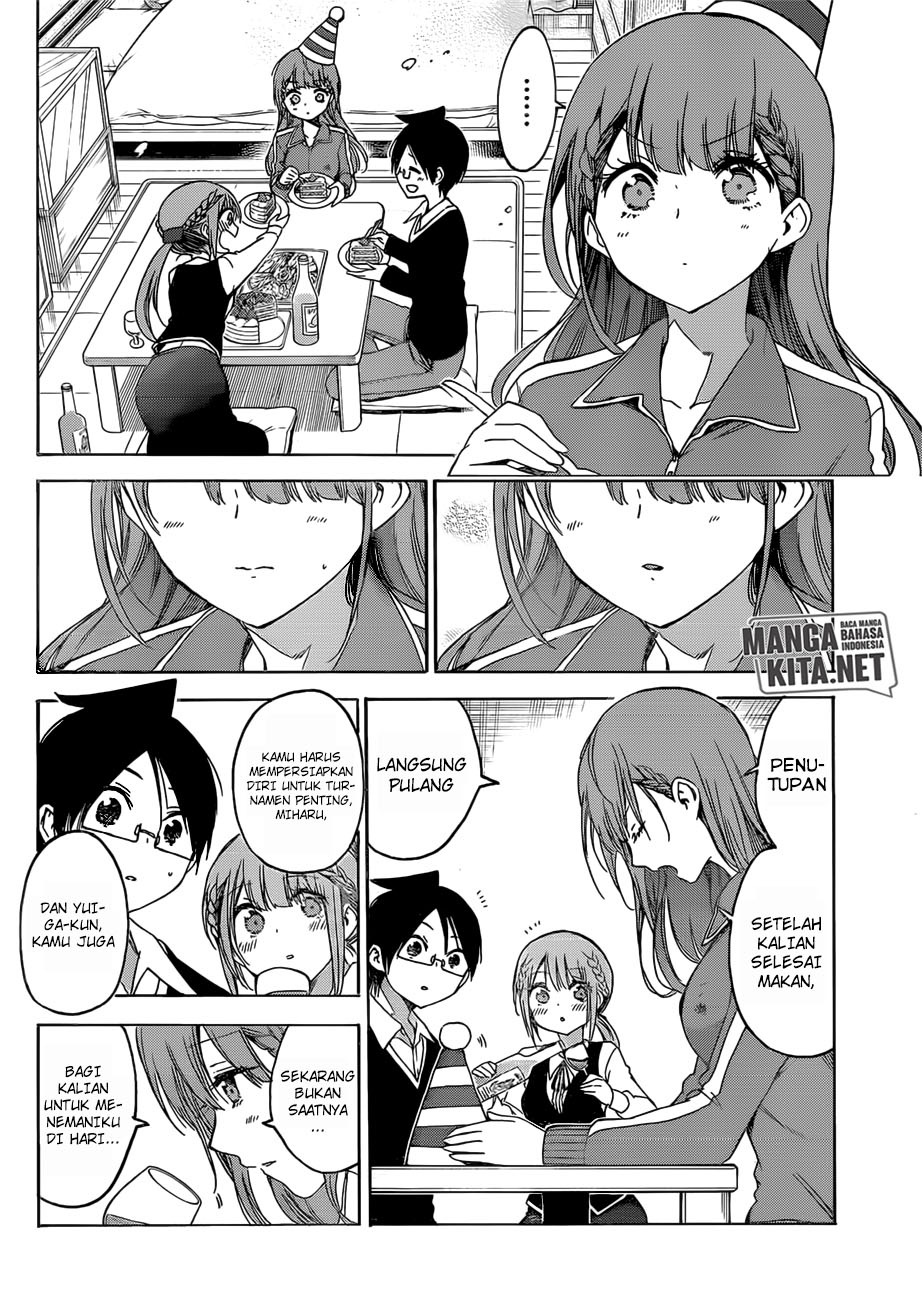 ........
MANGA
KITA.NET
BACA MANGA
BAHASA
INDONESIA
PENU-
TUPAN
SETELAH
KALIAN
SELESAI
MAKAN,
LANGSUNG
PULANG
KAMU HARUS
MEMPERSIAPKAN
DIRI UNTUK TUR-
NAMEN PENTING,
MIHARU,
DAN YUI-
GA-KUN,
KAMU JUGA
SEKARANG
BUKAN
SAATNYA
...
BAGI
KALIAN
UNTUK ME-
NEMANIKU
DI HARI...